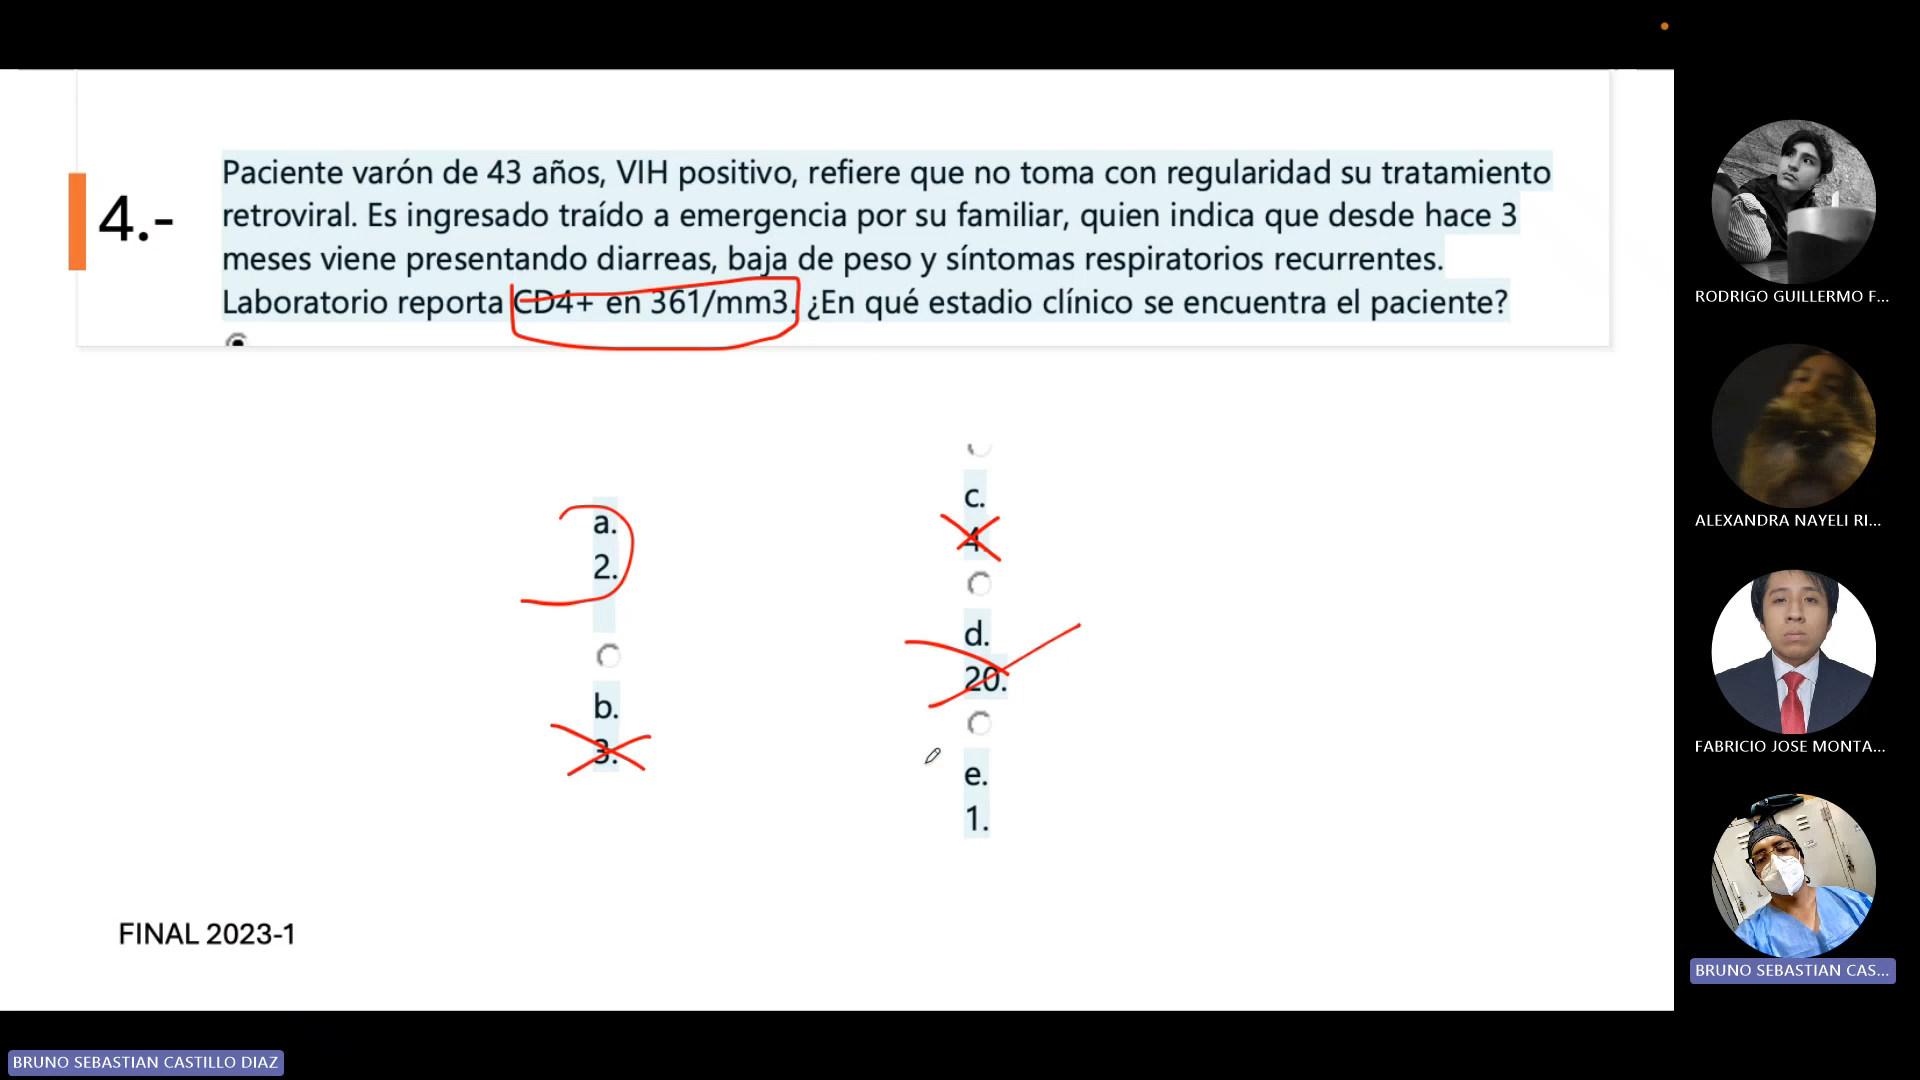 4.-
Paciente varón de 43 años, VIH positivo, refiere que no toma con regularidad su tratamiento
retroviral. Es ingresado traído a emergencia por su familiar, quien indica que desde hace 3
meses viene presentando diarreas, baja de peso y síntomas respiratorios recurrentes.
Laboratorio reporta CD4+ en 361/mm3. ¿En qué estadio clínico se encuentra el paciente?
a.
2.
b.
3.
c.
4.
d.
20.
e.
1.
FINAL 2023-1
RODRIGO GUILLERMO F...
ALEXANDRA NAYELI RI...
FABRICIO JOSE MONTA...
BRUNO SEBASTIAN CAS...
BRUNO SEBASTIAN CASTILLO DIAZ